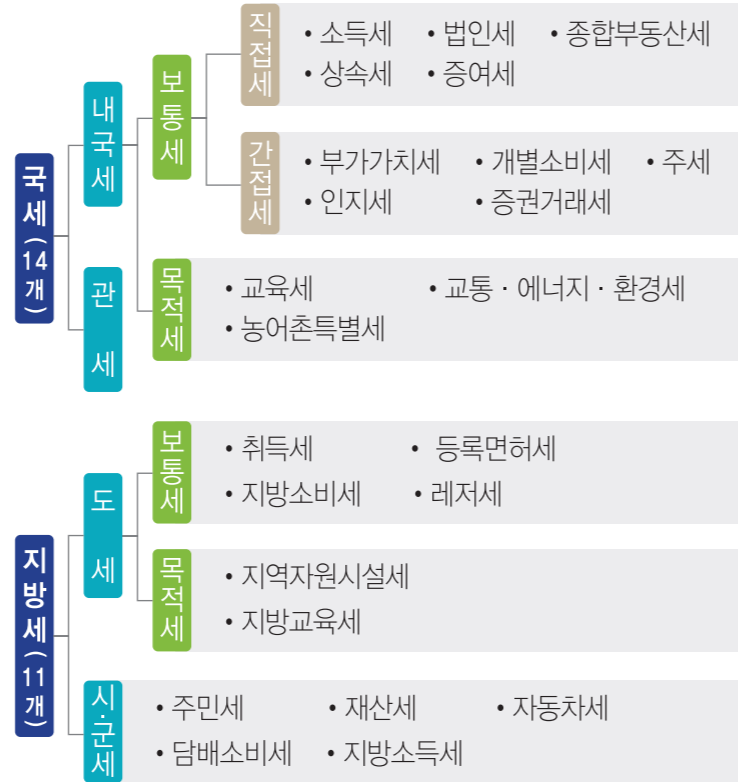 국세(14개)
내국세
보통세
직접세
• 소득세 • 법인세 • 종합부동산세
• 상속세 • 증여세
간접세
• 부가가치세 • 개별소비세 • 주세
• 인지세 • 증권거래세
목적세
• 교육세 • 교통 · 에너지 · 환경세
• 농어촌특별세
관세
지방세(11개)
도세
보통세
• 취득세 • 등록면허세
• 지방소비세 • 레저세
목적세
• 지역자원시설세
• 지방교육세
시·군세
• 주민세 • 재산세 • 자동차세
• 담배소비세 • 지방소득세